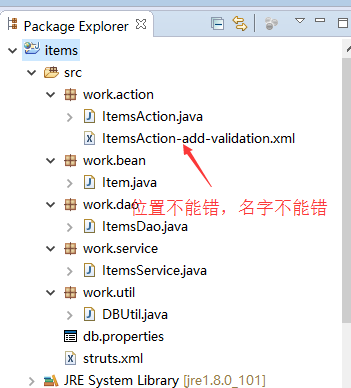 Package Explorer
items
src
work.action
ItemsAction.java
ItemsAction-add-validation.xml
work.bean
Item.java
work.dao
位置不能错，名字不能错
ItemsDao.java
work.service
ItemsService.java
work.util
DBUtil.java
db.properties
struts.xml
JRE System Library [jre1.8.0_101]